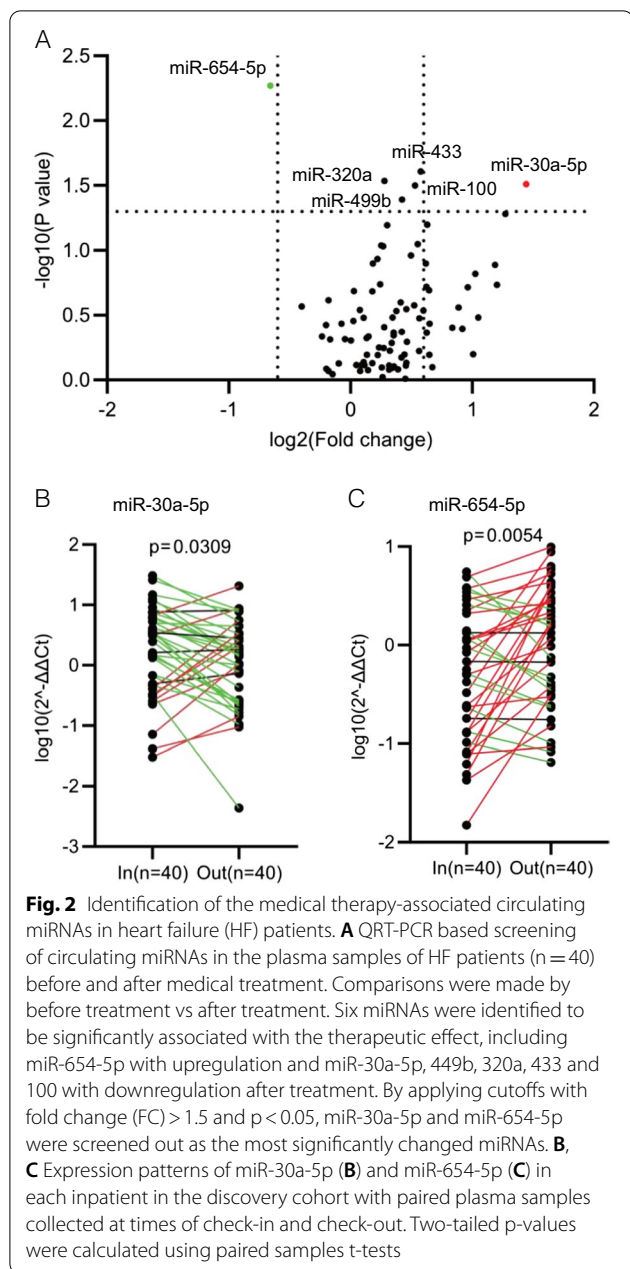 A
2.5
2.0
1.5
1.0
0.5
0.0
-log10(P value)
miR-654-5p
miR-433
miR-320a
miR-30a-5p
miR-499b
miR-100
-2
-1
0
1
2
log2(Fold change)
B
miR-30a-5p
p=0.0309
2
1
0
-1
-2
-3
log10(2^-ΔΔCt)
In(n=40) Out(n=40)
C
miR-654-5p
p=0.0054
1
0
-1
-2
log10(2^-ΔΔCt)
In(n=40) Out(n=40)
Fig. 2 Identification of the medical therapy-associated circulating
miRNAs in heart failure (HF) patients. A QRT-PCR based screening
of circulating miRNAs in the plasma samples of HF patients (n = 40)
before and after medical treatment. Comparisons were made by
before treatment vs after treatment. Six miRNAs were identified to
be significantly associated with the therapeutic effect, including
miR-654-5p with upregulation and miR-30a-5p, 449b, 320a, 433 and
100 with downregulation after treatment. By applying cutoffs with
fold change (FC) > 1.5 and p < 0.05, miR-30a-5p and miR-654-5p
were screened out as the most significantly changed miRNAs. B,
C Expression patterns of miR-30a-5p (B) and miR-654-5p (C) in
each inpatient in the discovery cohort with paired plasma samples
collected at times of check-in and check-out. Two-tailed p-values
were calculated using paired samples t-tests